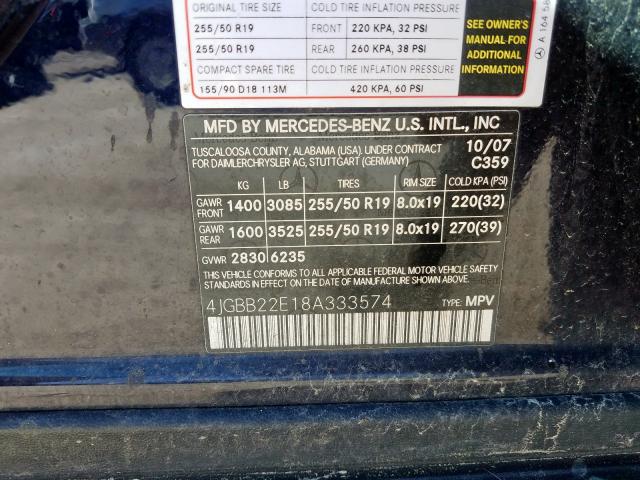 ORIGINAL TIRE SIZE COLD TIRE INFLATION PRESSURE
255/50 R19 FRONT 220 KPA, 32 PSI
255/50 R19 REAR 260 KPA, 38 PSI
COMPACT SPARE TIRE COLD TIRE INFLATION PRESSURE
155/90 D18 113M 420 KPA, 60 PSI
SEE OWNER'S
MANUAL FOR
ADDITIONAL
INFORMATION
A 164 58
MFD BY MERCEDES-BENZ U.S. INTL., INC
TUSCALOOSA COUNTY, ALABAMA (USA). UNDER CONTRACT 10/07
FOR DAIMLERCHRYSLER AG, STUTTGART (GERMANY) C359
KG LB TIRES RIM SIZE COLD KPA (PSI)
GAWR FRONT 1400 3085 255/50 R19 8.0x19 220(32)
GAWR REAR 1600 3525 255/50 R19 8.0x19 270(39)
GVWR 2830 6235
THIS VEHICLE CONFORMS TO ALL APPLICABLE FEDERAL MOTOR VEHICLE SAFETY
STANDARDS IN EFFECT ON THE DATE OF MANUFACTURE SHOWN ABOVE.
4JGBB22E18A333574 TYPE: MPV